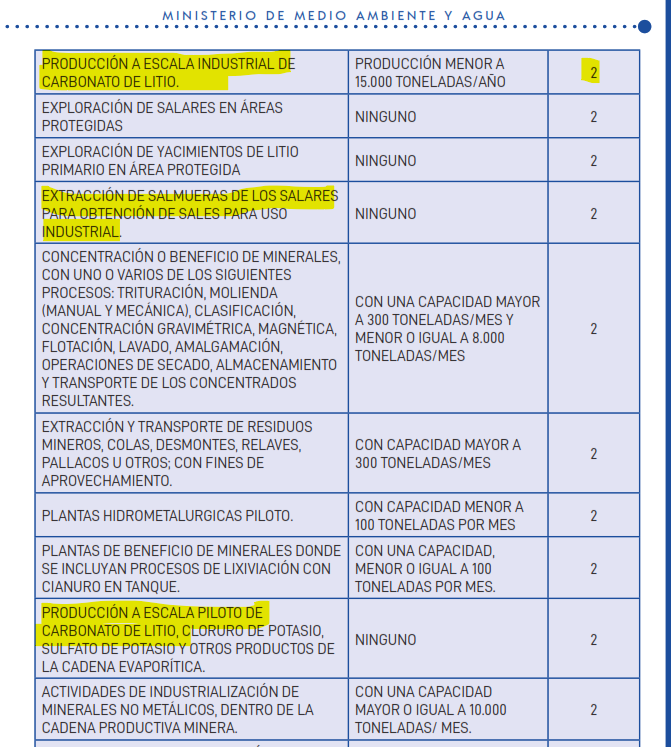 MINISTERIO DE MEDIO AMBIENTE Y AGUA
PRODUCCIÓN A ESCALA INDUSTRIAL DE
CARBONATO DE LITIO.
PRODUCCIÓN MENOR A
15.000 TONELADAS/AÑO
2
EXPLORACIÓN DE SALARES EN ÁREAS
PROTEGIDAS
NINGUNO
2
EXPLORACIÓN DE YACIMIENTOS DE LITIO
PRIMARIO EN ÁREA PROTEGIDA
NINGUNO
2
EXTRACCIÓN DE SALMUERAS DE LOS SALARES
PARA OBTENCIÓN DE SALES PARA USO
INDUSTRIAL.
NINGUNO
2
CONCENTRACIÓN O BENEFICIO DE MINERALES,
CON UNO O VARIOS DE LOS SIGUIENTES
PROCESOS: TRITURACIÓN, MOLIENDA
(MANUAL Y MECÁNICA), CLASIFICACIÓN,
CONCENTRACIÓN GRAVIMÉTRICA, MAGNÉTICA,
FLOTACIÓN, LAVADO, AMALGAMACIÓN,
OPERACIONES DE SECADO, ALMACENAMIENTO
Y TRANSPORTE DE LOS CONCENTRADOS
RESULTANTES.
CON UNA CAPACIDAD MAYOR
A 300 TONELADAS/MES Y
MENOR O IGUAL A 8.000
TONELADAS/MES
2
EXTRACCIÓN Y TRANSPORTE DE RESIDUOS
MINEROS, COLAS, DESMONTES, RELAVES,
PALLACOS U OTROS; CON FINES DE
APROVECHAMIENTO.
CON CAPACIDAD MAYOR A
300 TONELADAS/MES
2
PLANTAS HIDROMETALURGICAS PILOTO.
CON CAPACIDAD MENOR A
100 TONELADAS POR MES
2
PLANTAS DE BENEFICIO DE MINERALES DONDE
SE INCLUYAN PROCESOS DE LIXIVIACIÓN CON
CIANURO EN TANQUE.
CON UNA CAPACIDAD,
MENOR O IGUAL A 100
TONELADAS POR MES.
2
PRODUCCIÓN A ESCALA PILOTO DE
CARBONATO DE LITIO, CLORURO DE POTASIO,
SULFATO DE POTASIO Y OTROS PRODUCTOS DE
LA CADENA EVAPORÍTICA.
NINGUNO
2
ACTIVIDADES DE INDUSTRIALIZACIÓN DE
MINERALES NO METÁLICOS, DENTRO DE LA
CADENA PRODUCTIVA MINERA.
CON UNA CAPACIDAD
MAYOR O IGUAL A 10.000
TONELADAS/ MES.
2